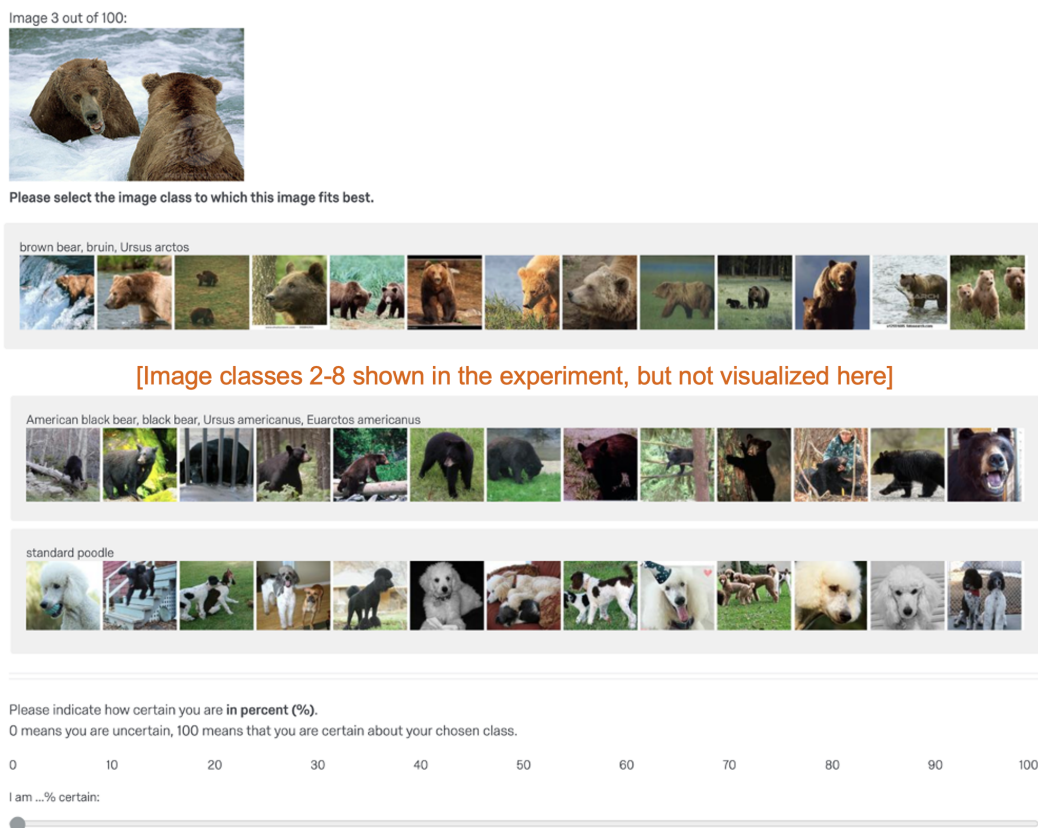 Image 3 out of 100:
Please select the image class to which this image fits best.
brown bear, bruin, Ursus arctos
[Image classes 2-8 shown in the experiment, but not visualized here]
American black bear, black bear, Ursus americanus, Euarctos americanus
standard poodle
Please indicate how certain you are in percent (%).
0 means you are uncertain, 100 means that you are certain about your chosen class.
0 10 20 30 40 50 60 70 80 90 100
I am ...% certain: